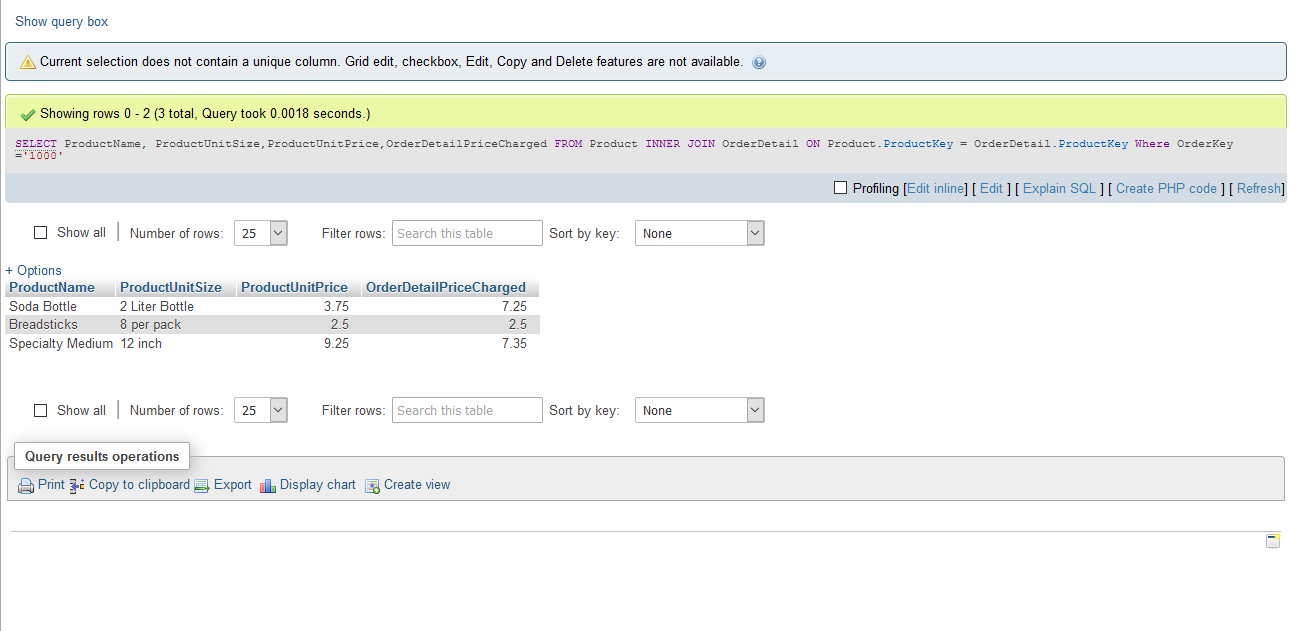 Show query box
Current selection does not contain a unique column. Grid edit, checkbox, Edit, Copy and Delete features are not available.
Showing rows 0 - 2 (3 total, Query took 0.0018 seconds.)
SELECT ProductName, ProductUnitSize,ProductUnitPrice,OrderDetailPriceCharged FROM Product INNER JOIN OrderDetail ON Product.ProductKey = OrderDetail.ProductKey Where OrderKey
='1000'
Profiling [Edit inline] [ Edit ] [ Explain SQL ] [ Create PHP code ] [ Refresh]
Show all Number of rows: 25 Filter rows: Search this table Sort by key: None
+ Options
ProductName ProductUnitSize ProductUnitPrice OrderDetailPriceCharged
Soda Bottle 2 Liter Bottle 3.75 7.25
Breadsticks 8 per pack 2.5 2.5
Specialty Medium 12 inch 9.25 7.35
Show all Number of rows: 25 Filter rows: Search this table Sort by key: None
Query results operations
Print Copy to clipboard Export Display chart Create view